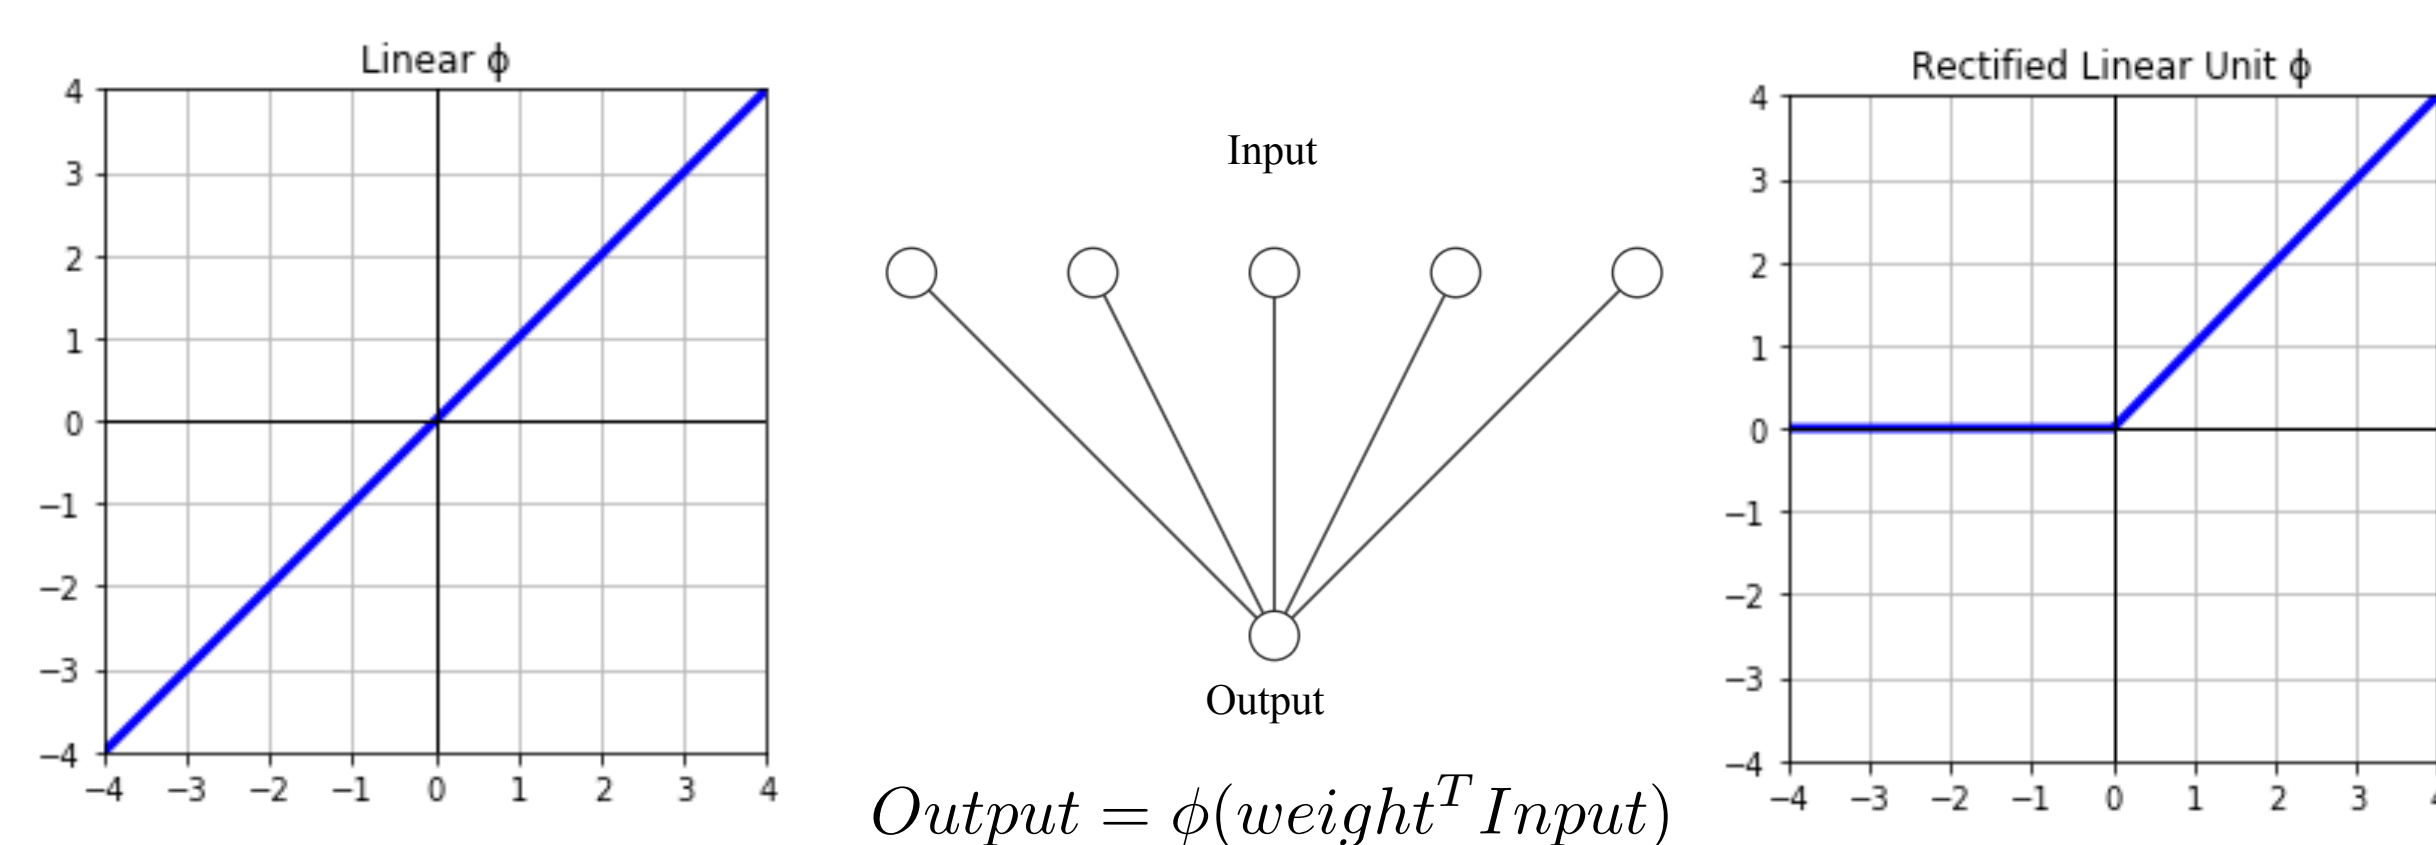 Linear ϕ
4
3
2
1
0
−1
−2
−3
−4
−4 −3 −2 −1 0 1 2 3 4
Input
Output
Output = ϕ(weight^T Input)
Rectified Linear Unit ϕ
4
3
2
1
0
−1
−2
−3
−4
−4 −3 −2 −1 0 1 2 3